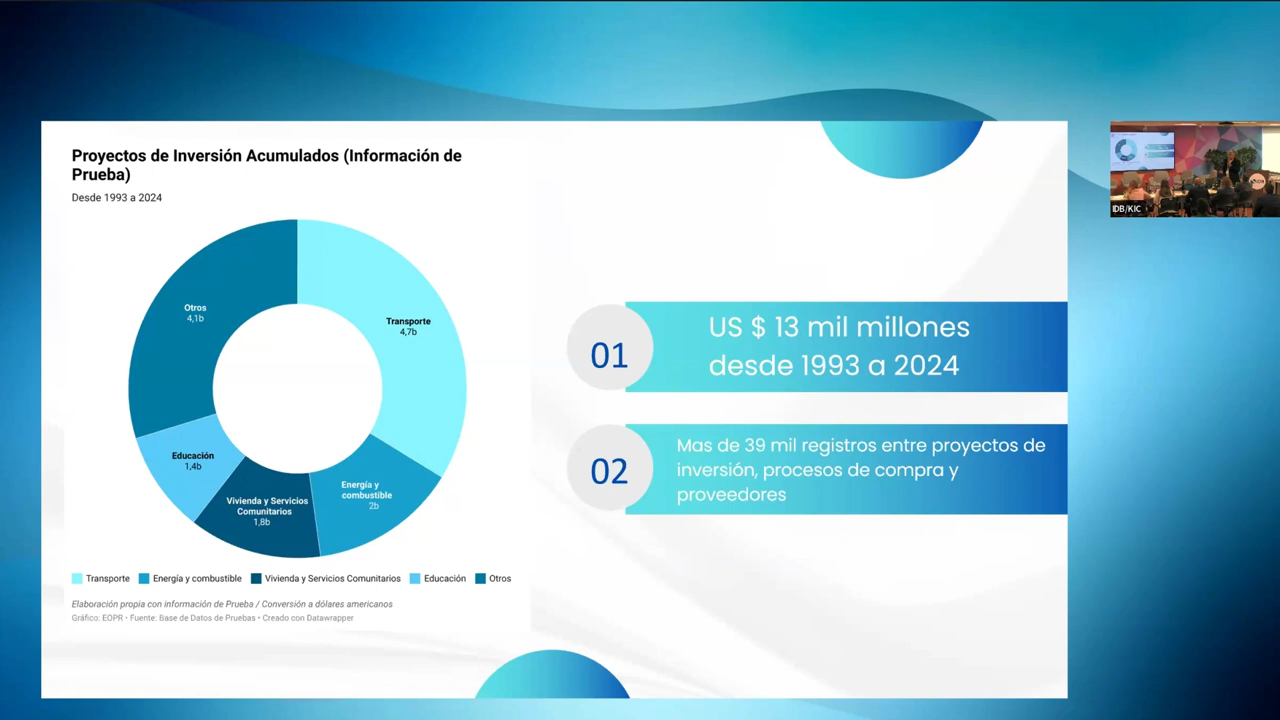 Proyectos de Inversión Acumulados (Información de
Prueba)
Desde 1993 a 2024
Otros
4,1b
Transporte
4,7b
Educación
1,4b
Energía y
combustible
2b
Vivienda y Servicios
Comunitarios
1,8b
Transporte
Energía y combustible
Vivienda y Servicios Comunitarios
Educación
Otros
Elaboración propia con información de Prueba / Conversión a dólares americanos
Gráfico: EOPR • Fuente: Base de Datos de Pruebas • Creado con Datawrapper
01
US $ 13 mil millones
desde 1993 a 2024
02
Mas de 39 mil registros entre proyectos de
inversión, procesos de compra y
proveedores
IDB/KIC